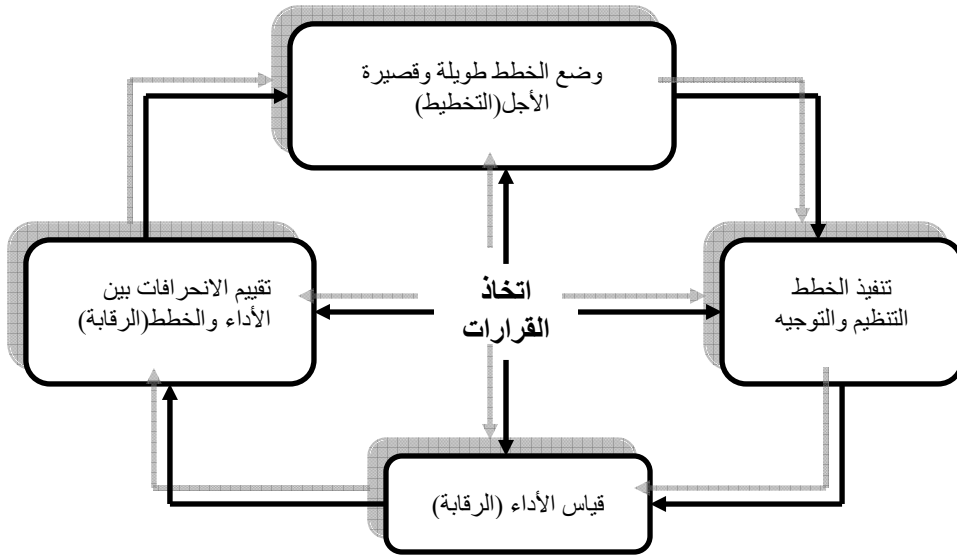 وضع الخطط طويلة وقصيرة
الأجل(التخطيط)
تقييم الانحرافات بين
الأداء والخطط(الرقابة)
اتخاذ
القرارات
تنفيذ الخطط
التنظيم والتوجيه
قياس الأداء (الرقابة)